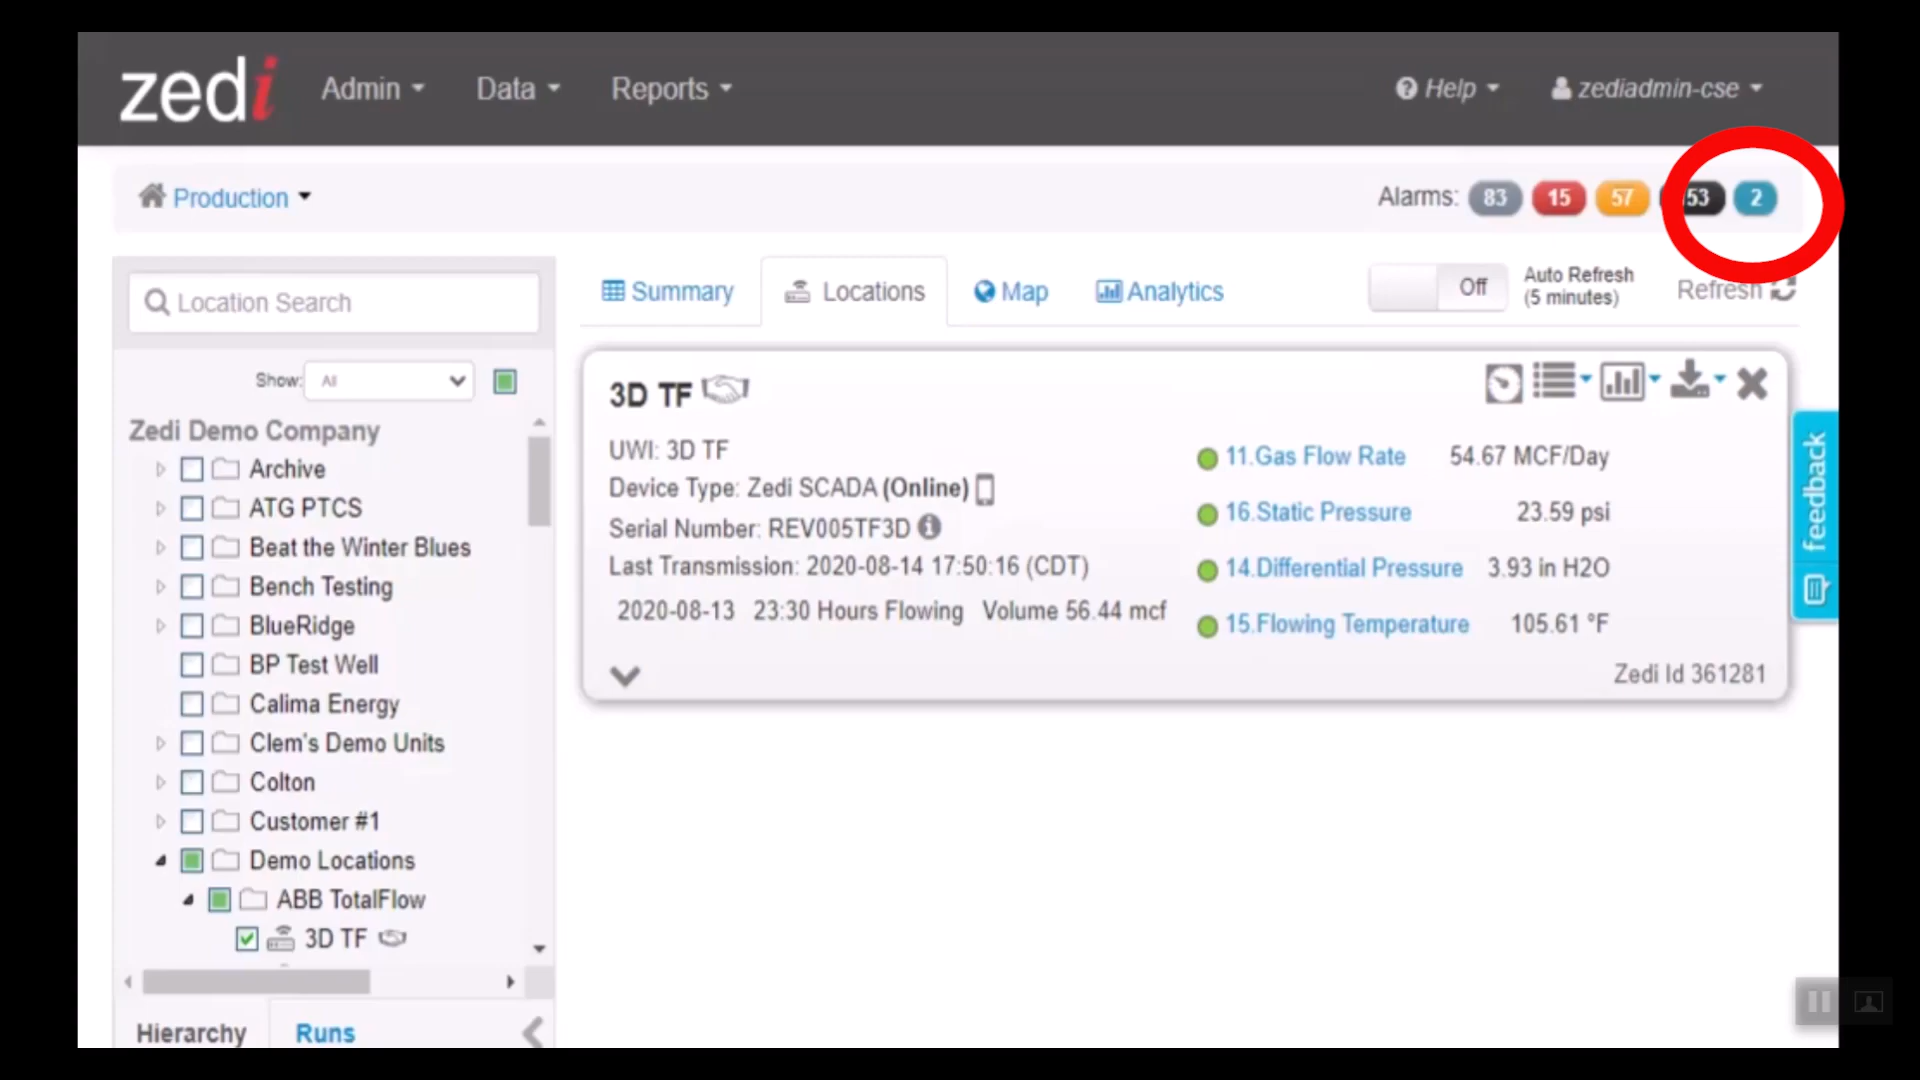 zedi Admin Data Reports Help zediadmin-cse
Production Alarms: 83 15 57 53 2
Location Search
Summary Locations Map Analytics Off Auto Refresh (5 minutes) Refresh
Show: All
Zedi Demo Company
Archive
ATG PTCS
Beat the Winter Blues
Bench Testing
BlueRidge
BP Test Well
Calima Energy
Clem's Demo Units
Colton
Customer #1
Demo Locations
ABB TotalFlow
3D TF
Hierarchy Runs
3D TF
UWI: 3D TF
Device Type: Zedi SCADA (Online)
Serial Number: REV005TF3D
Last Transmission: 2020-08-14 17:50:16 (CDT)
2020-08-13 23:30 Hours Flowing Volume 56.44 mcf
11.Gas Flow Rate 54.67 MCF/Day
16.Static Pressure 23.59 psi
14.Differential Pressure 3.93 in H2O
15.Flowing Temperature 105.61 °F
Zedi Id 361281
feedback